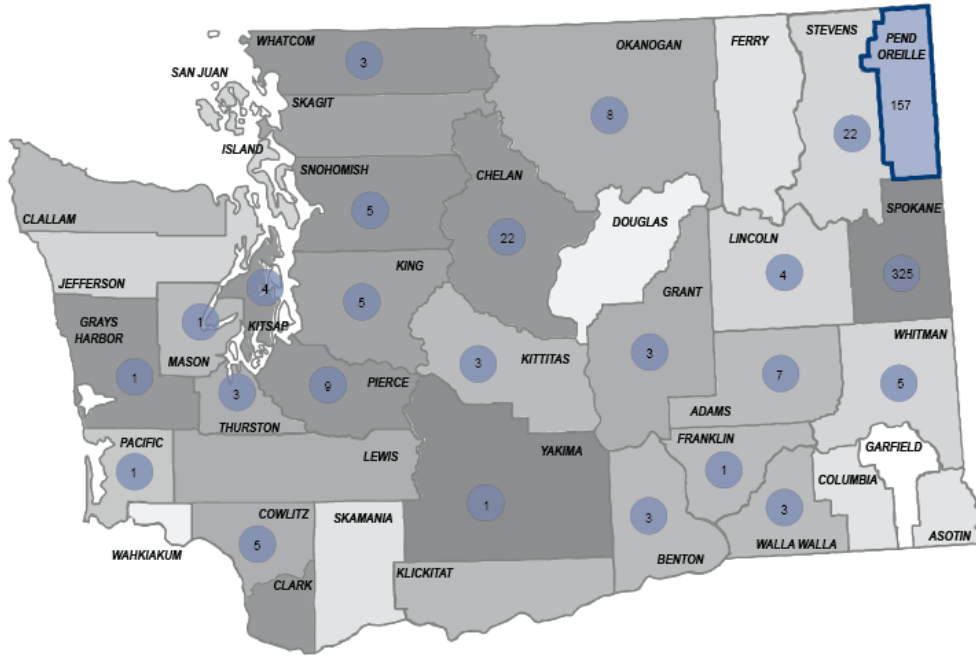 WHATCOM
3
OKANOGAN
8
FERRY
STEVENS
22
PEND
OREILLE
157
SAN JUAN
SKAGIT
ISLAND
SNOHOMISH
5
CHELAN
22
DOUGLAS
SPOKANE
325
CLALLAM
LINCOLN
4
JEFFERSON
KING
5
GRANT
3
4
KITSAP
GRAYS
HARBOR
1
1
MASON
KITTITAS
3
WHITMAN
5
3
THURSTON
9
PIERCE
7
ADAMS
PACIFIC
1
LEWIS
YAKIMA
1
FRANKLIN
1
GARFIELD
COLUMBIA
COWLITZ
5
SKAMANIA
3
BENTON
3
WALLA WALLA
ASOTIN
WAHKIAKUM
CLARK
KLICKITAT